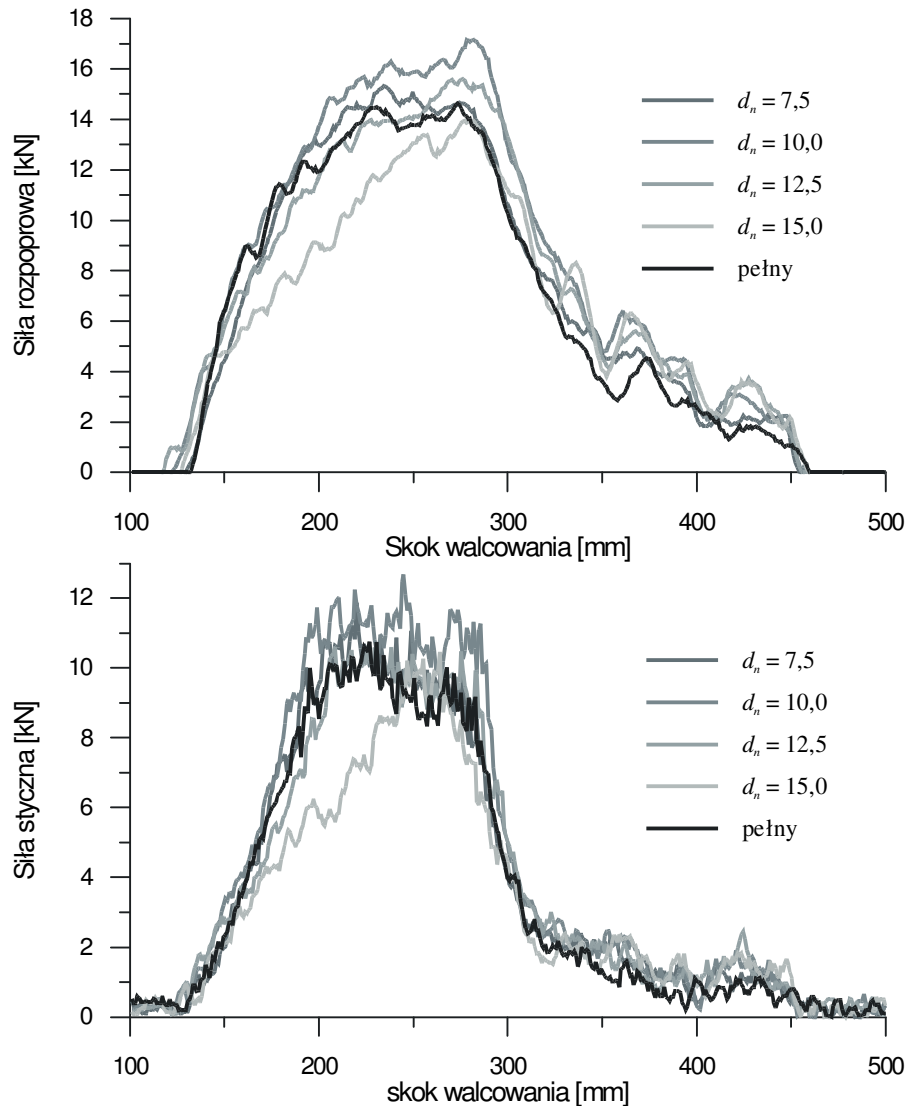 18
16
14
12
10
8
6
4
2
0
Siła rozpoprowa [kN]
d_n = 7,5
d_n = 10,0
d_n = 12,5
d_n = 15,0
pełny
100 200 300 400 500
Skok walcowania [mm]
12
10
8
6
4
2
0
Siła styczna [kN]
d_n = 7,5
d_n = 10,0
d_n = 12,5
d_n = 15,0
pełny
100 200 300 400 500
skok walcowania [mm]